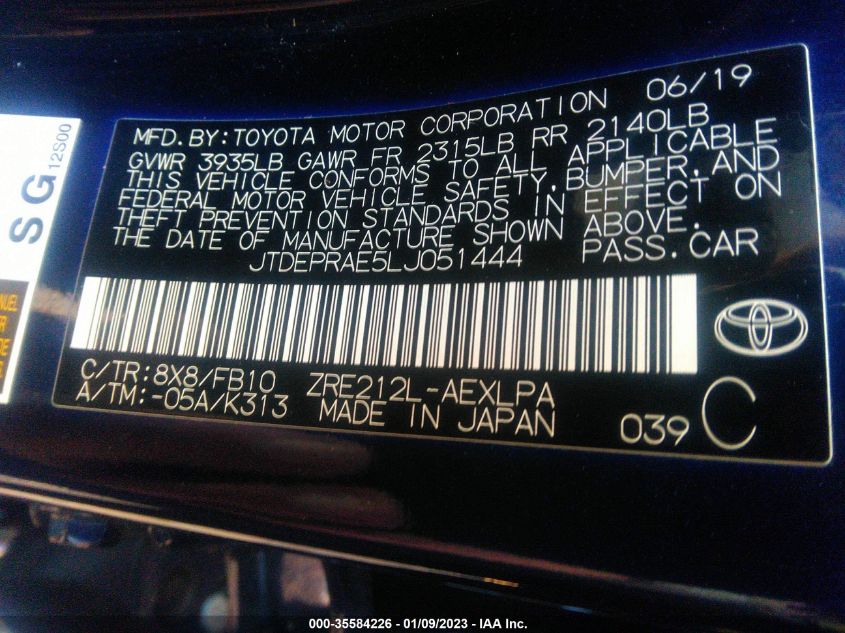 06/19
MFD.BY:TOYOTA MOTOR CORPORATION
GVWR 3935LB GAWR FR 2315LB RR 2140LB
THIS VEHICLE CONFORMS TO ALL APPLICABLE
FEDERAL MOTOR VEHICLE SAFETY,BUMPER,AND
THEFT PREVENTION STANDARDS IN EFFECT ON
THE DATE OF MANUFACTURE SHOWN ABOVE.
JTDEPRAE5LJ051444 PASS.CAR
C/TR:8X8/FB10 ZRE212L-AEXLPA
A/TM:-05A/K313 MADE IN JAPAN
039 C
SG
12S00
000-35584226 - 01/09/2023 - IAA Inc.